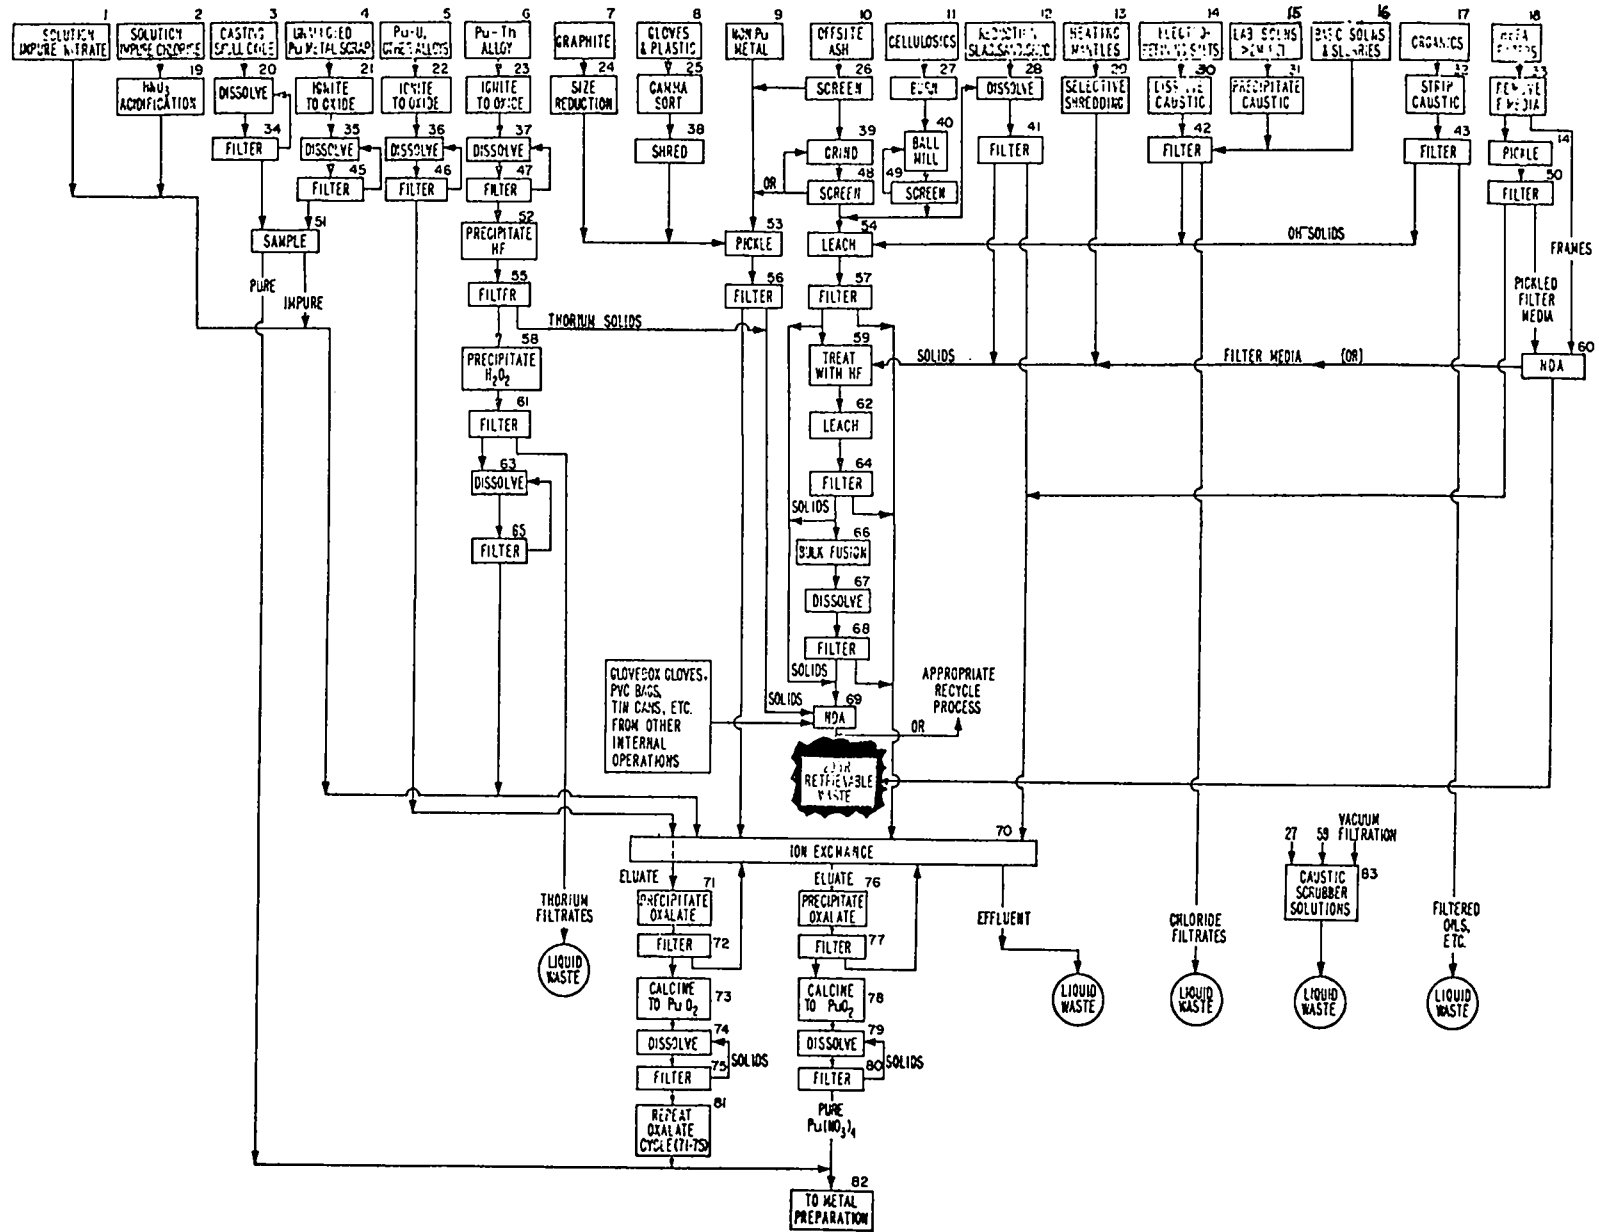 1 2 3 4 5 6 7 8 9 10 11 12 13 14 15 16 17 18
SOLUTION
IMPURE NITRATE
SOLUTION
IMPURE CHLORIDE
CASTING
Pu METAL SCRAP
Pu-U,
OTHER ALLOYS
Pu-Th
ALLOY
GRAPHITE
GLOVES
& PLASTIC
NON Pu
METAL
OFFSITE
ASH
CELLULOSICS
REDUCTION
HEATING
MANTLES
ELECTRO-
LAB SOLNS
BASIC SOLNS
& SLURRIES
ORGANICS
19
HNO3
ACIDIFICATION
20
DISSOLVE
21
IGNITE
TO OXIDE
22
IGNITE
TO OXIDE
23
IGNITE
TO OXIDE
24
SIZE
REDUCTION
25
GAMMA
SORT
26
SCREEN
27
BURN
28
DISSOLVE
SELECTIVE
SHREDDING
30
CAUSTIC
31
PRECIPITATE
CAUSTIC
32
STRIP
CAUSTIC
33
REMOVE
MEDIA
34
FILTER
35
DISSOLVE
36
DISSOLVE
37
DISSOLVE
38
SHRED
39
GRIND
40
BALL
MILL
41
FILTER
42
FILTER
43
FILTER
14
PICKLE
45
FILTER
46
FILTER
47
FILTER
OR
48
SCREEN
49
SCREEN
50
FILTER
51
SAMPLE
52
PRECIPITATE
HF
53
PICKLE
54
LEACH
OH⁻SOLIDS
FRAMES
PURE
IMPURE
55
FILTER
56
FILTER
57
FILTER
PICKLED
FILTER
MEDIA
THORIUM SOLIDS
58
PRECIPITATE
H2O2
59
TREAT
WITH HF
SOLIDS
FILTER MEDIA
(OR)
60
NDA
61
FILTER
62
LEACH
63
DISSOLVE
64
FILTER
SOLIDS
65
FILTER
66
BULK FUSION
67
DISSOLVE
68
FILTER
GLOVEBOX GLOVES,
PVC BAGS,
TIN CANS, ETC.
FROM OTHER
INTERNAL
OPERATIONS
SOLIDS
SOLIDS
69
NDA
OR
APPROPRIATE
RECYCLE
PROCESS
RETRIEVABLE
WASTE
70
ION EXCHANGE
27
59
VACUUM
FILTRATION
83
CAUSTIC
SCRUBBER
SOLUTIONS
ELUATE
71
PRECIPITATE
OXALATE
ELUATE
76
PRECIPITATE
OXALATE
THORIUM
FILTRATES
EFFLUENT
CHLORIDE
FILTRATES
FILTERED
OILS,
ETC.
FILTER
72
FILTER
77
LIQUID
WASTE
CALCINE
TO PuO2
73
CALCINE
TO PuO2
78
LIQUID
WASTE
LIQUID
WASTE
LIQUID
WASTE
LIQUID
WASTE
74
DISSOLVE
SOLIDS
79
DISSOLVE
SOLIDS
75
FILTER
80
FILTER
81
REPEAT
OXALATE
CYCLE (71-75)
PURE
Pu(NO3)4
82
TO METAL
PREPARATION